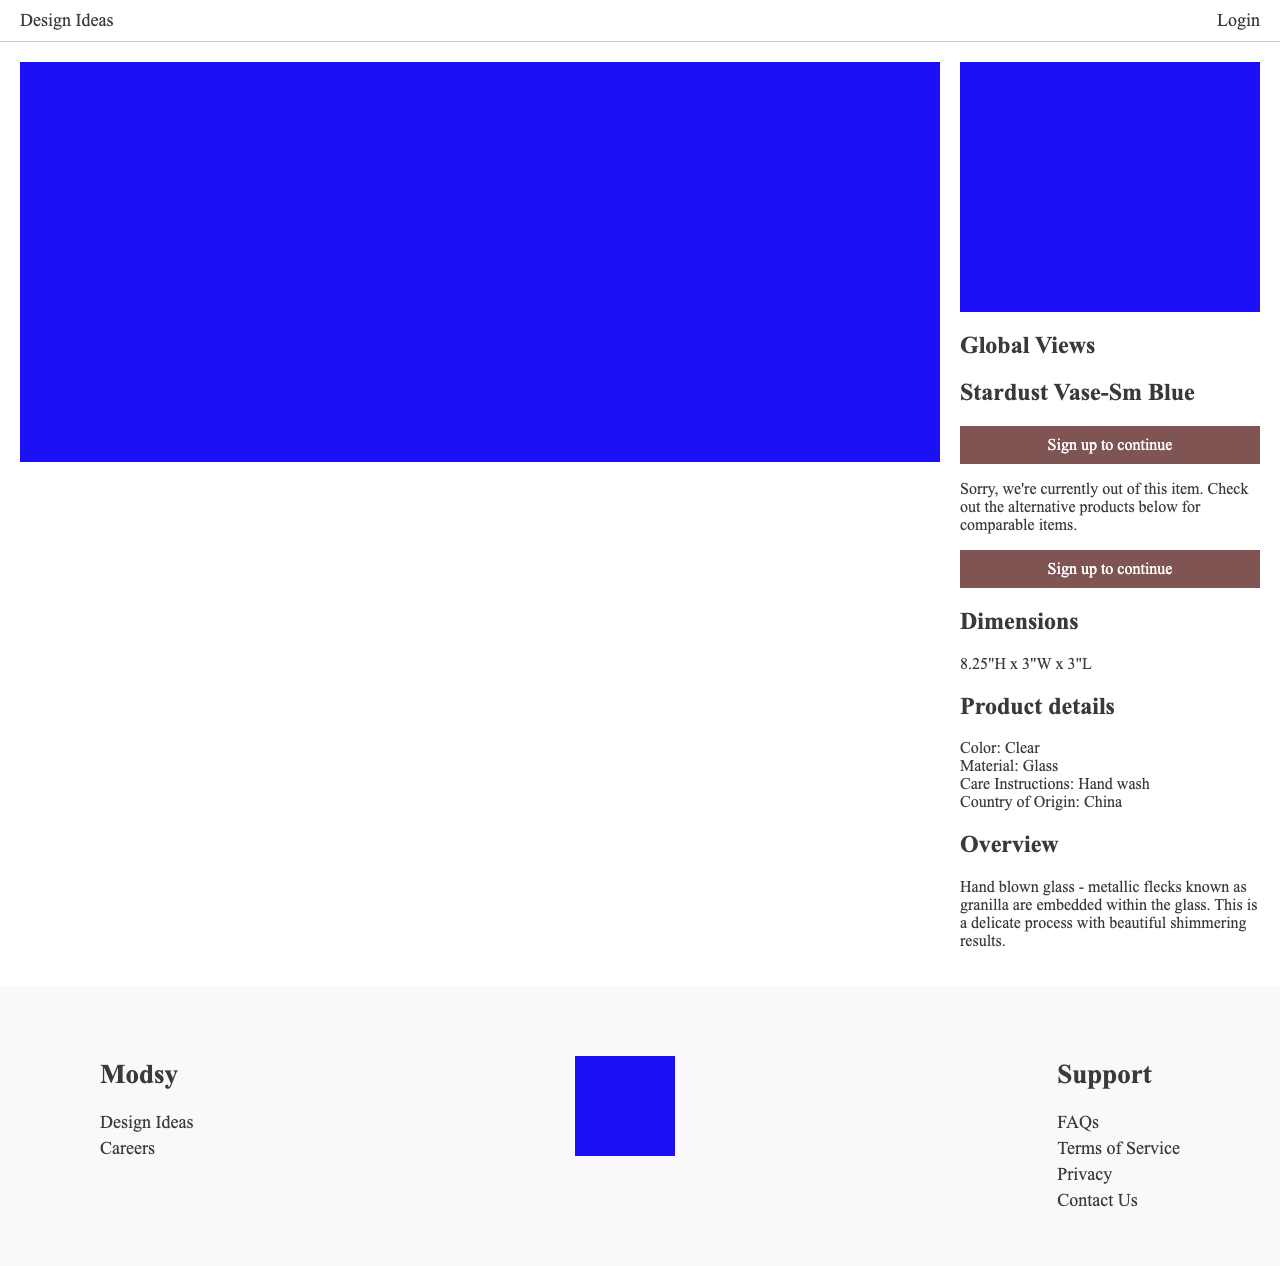 Design Ideas
Login
Global Views
Stardust Vase-Sm Blue
Sign up to continue
Sorry, we're currently out of this item. Check
out the alternative products below for
comparable items.
Sign up to continue
Dimensions
8.25"H x 3"W x 3"L
Product details
Color: Clear
Material: Glass
Care Instructions: Hand wash
Country of Origin: China
Overview
Hand blown glass - metallic flecks known as
granilla are embedded within the glass. This is
a delicate process with beautiful shimmering
results.
Modsy
Design Ideas
Careers
Support
FAQs
Terms of Service
Privacy
Contact Us